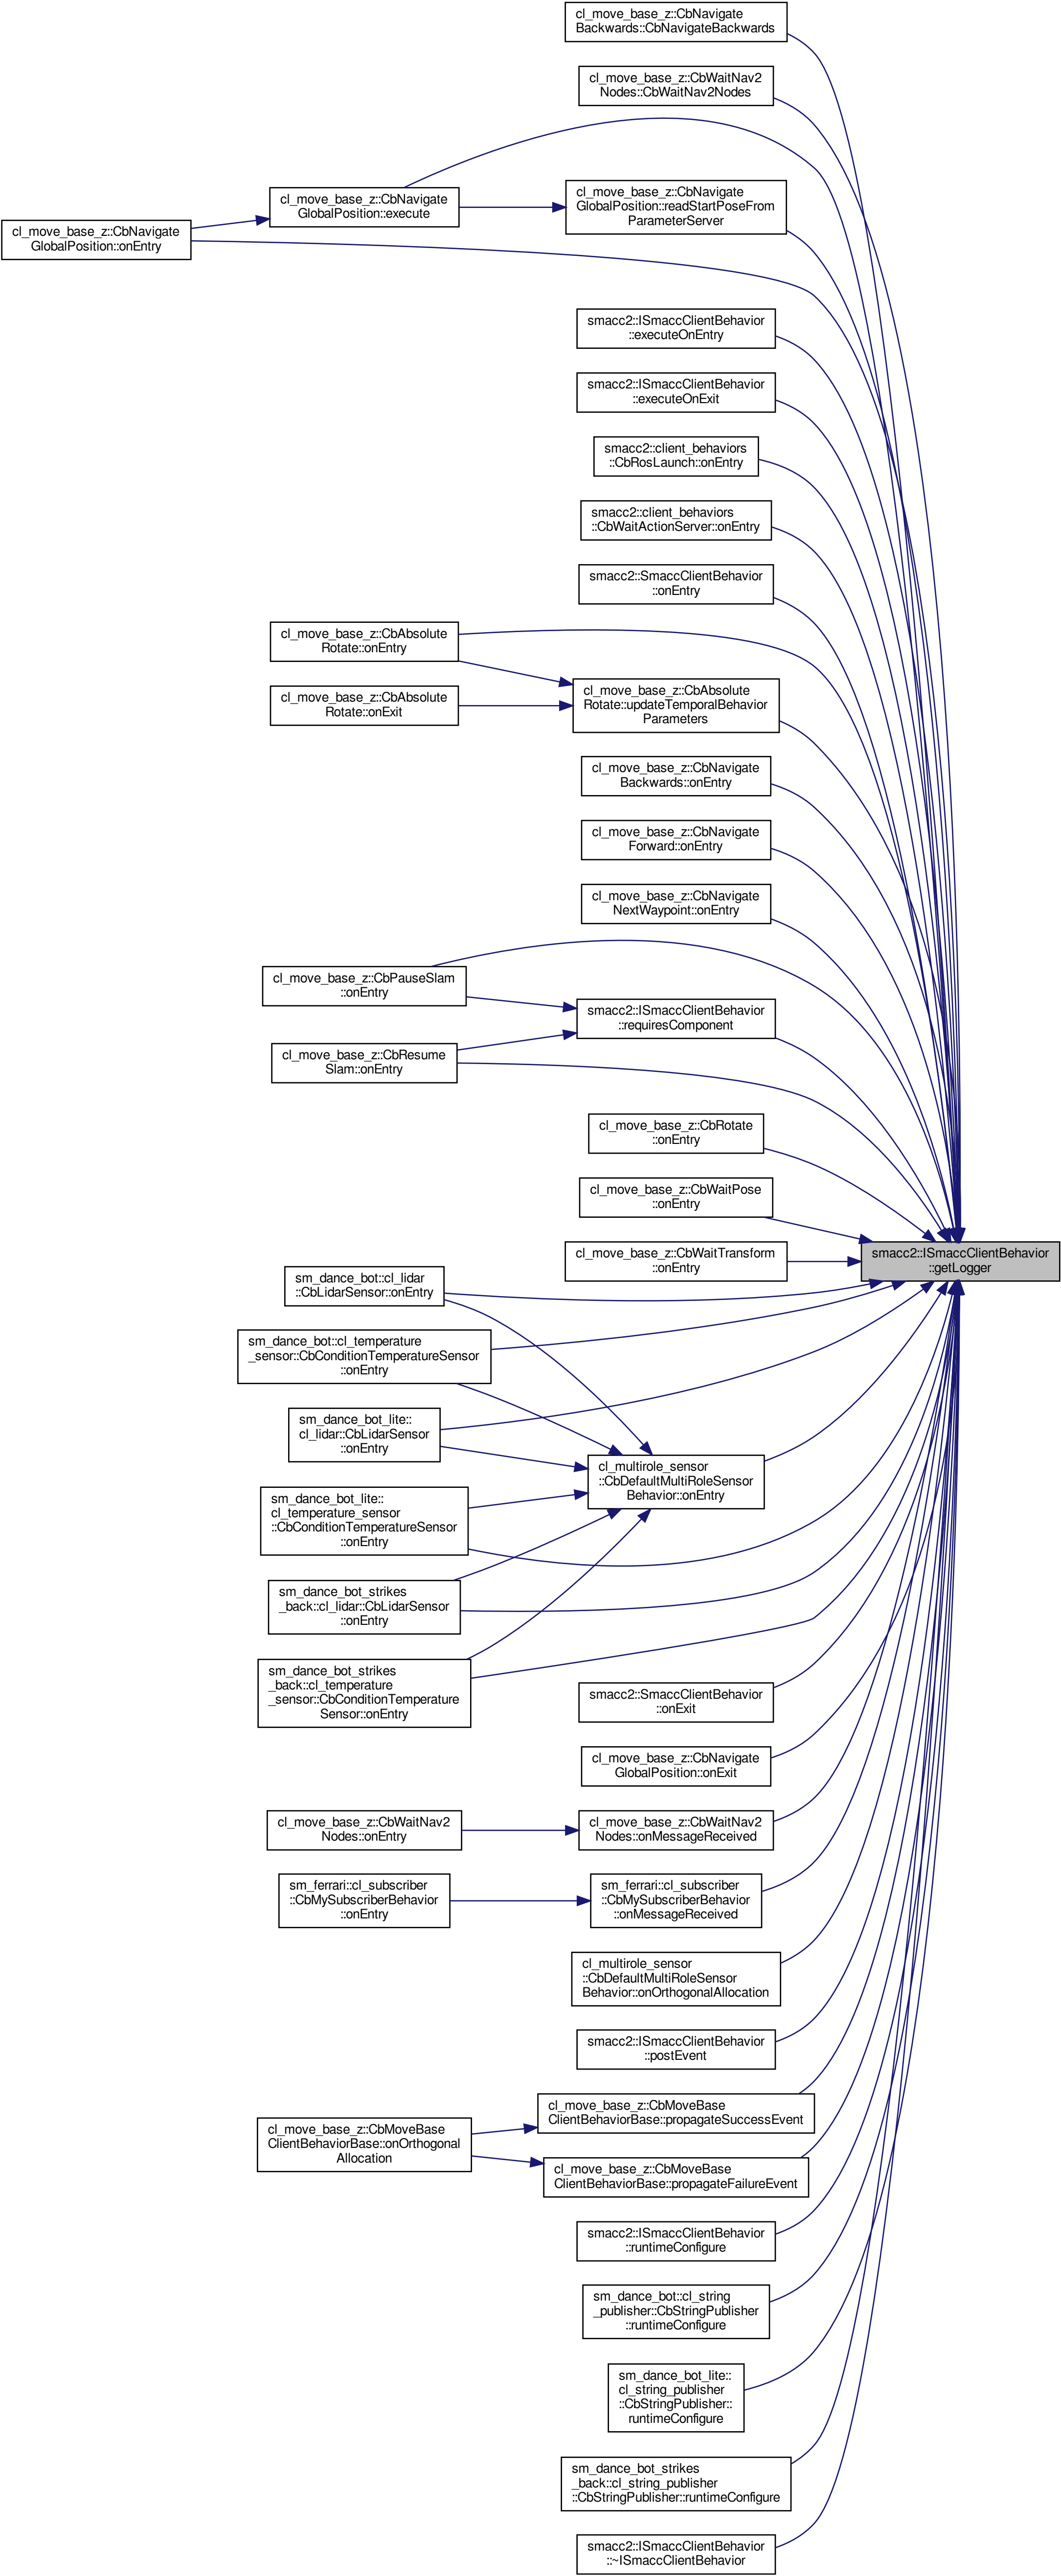 cl_move_base_z::CbNavigate
Backwards::CbNavigateBackwards
cl_move_base_z::CbWaitNav2
Nodes::CbWaitNav2Nodes
cl_move_base_z::CbNavigate
GlobalPosition::execute
cl_move_base_z::CbNavigate
GlobalPosition::readStartPoseFrom
ParameterServer
cl_move_base_z::CbNavigate
GlobalPosition::onEntry
smacc2::ISmaccClientBehavior
::executeOnEntry
smacc2::ISmaccClientBehavior
::executeOnExit
smacc2::client_behaviors
::CbRosLaunch::onEntry
smacc2::client_behaviors
::CbWaitActionServer::onEntry
smacc2::SmaccClientBehavior
::onEntry
cl_move_base_z::CbAbsolute
Rotate::onEntry
cl_move_base_z::CbAbsolute
Rotate::onExit
cl_move_base_z::CbAbsolute
Rotate::updateTemporalBehavior
Parameters
cl_move_base_z::CbNavigate
Backwards::onEntry
cl_move_base_z::CbNavigate
Forward::onEntry
cl_move_base_z::CbNavigate
NextWaypoint::onEntry
cl_move_base_z::CbPauseSlam
::onEntry
smacc2::ISmaccClientBehavior
::requiresComponent
cl_move_base_z::CbResume
Slam::onEntry
cl_move_base_z::CbRotate
::onEntry
cl_move_base_z::CbWaitPose
::onEntry
cl_move_base_z::CbWaitTransform
::onEntry
smacc2::ISmaccClientBehavior
::getLogger
sm_dance_bot::cl_lidar
::CbLidarSensor::onEntry
sm_dance_bot::cl_temperature
_sensor::CbConditionTemperatureSensor
::onEntry
sm_dance_bot_lite::
cl_lidar::CbLidarSensor
::onEntry
cl_multirole_sensor
::CbDefaultMultiRoleSensor
Behavior::onEntry
sm_dance_bot_lite::
cl_temperature_sensor
::CbConditionTemperatureSensor
::onEntry
sm_dance_bot_strikes
_back::cl_lidar::CbLidarSensor
::onEntry
sm_dance_bot_strikes
_back::cl_temperature
_sensor::CbConditionTemperature
Sensor::onEntry
smacc2::SmaccClientBehavior
::onExit
cl_move_base_z::CbNavigate
GlobalPosition::onExit
cl_move_base_z::CbWaitNav2
Nodes::onEntry
cl_move_base_z::CbWaitNav2
Nodes::onMessageReceived
sm_ferrari::cl_subscriber
::CbMySubscriberBehavior
::onEntry
sm_ferrari::cl_subscriber
::CbMySubscriberBehavior
::onMessageReceived
cl_multirole_sensor
::CbDefaultMultiRoleSensor
Behavior::onOrthogonalAllocation
smacc2::ISmaccClientBehavior
::postEvent
cl_move_base_z::CbMoveBase
ClientBehaviorBase::propagateSuccessEvent
cl_move_base_z::CbMoveBase
ClientBehaviorBase::onOrthogonal
Allocation
cl_move_base_z::CbMoveBase
ClientBehaviorBase::propagateFailureEvent
smacc2::ISmaccClientBehavior
::runtimeConfigure
sm_dance_bot::cl_string
_publisher::CbStringPublisher
::runtimeConfigure
sm_dance_bot_lite::
cl_string_publisher
::CbStringPublisher::
runtimeConfigure
sm_dance_bot_strikes
_back::cl_string_publisher
::CbStringPublisher::runtimeConfigure
smacc2::ISmaccClientBehavior
::~ISmaccClientBehavior